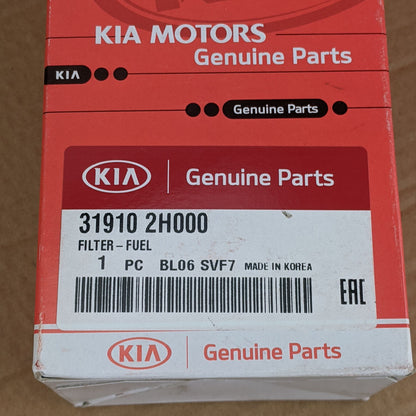 KIA MOTORS
Genuine Parts
KIA
Genuine Parts
KIA Genuine Parts
31910 2H000
FILTER-FUEL
1 PC BL06 SVF7 MADE IN KOREA
EAC
KIA Genuine Parts